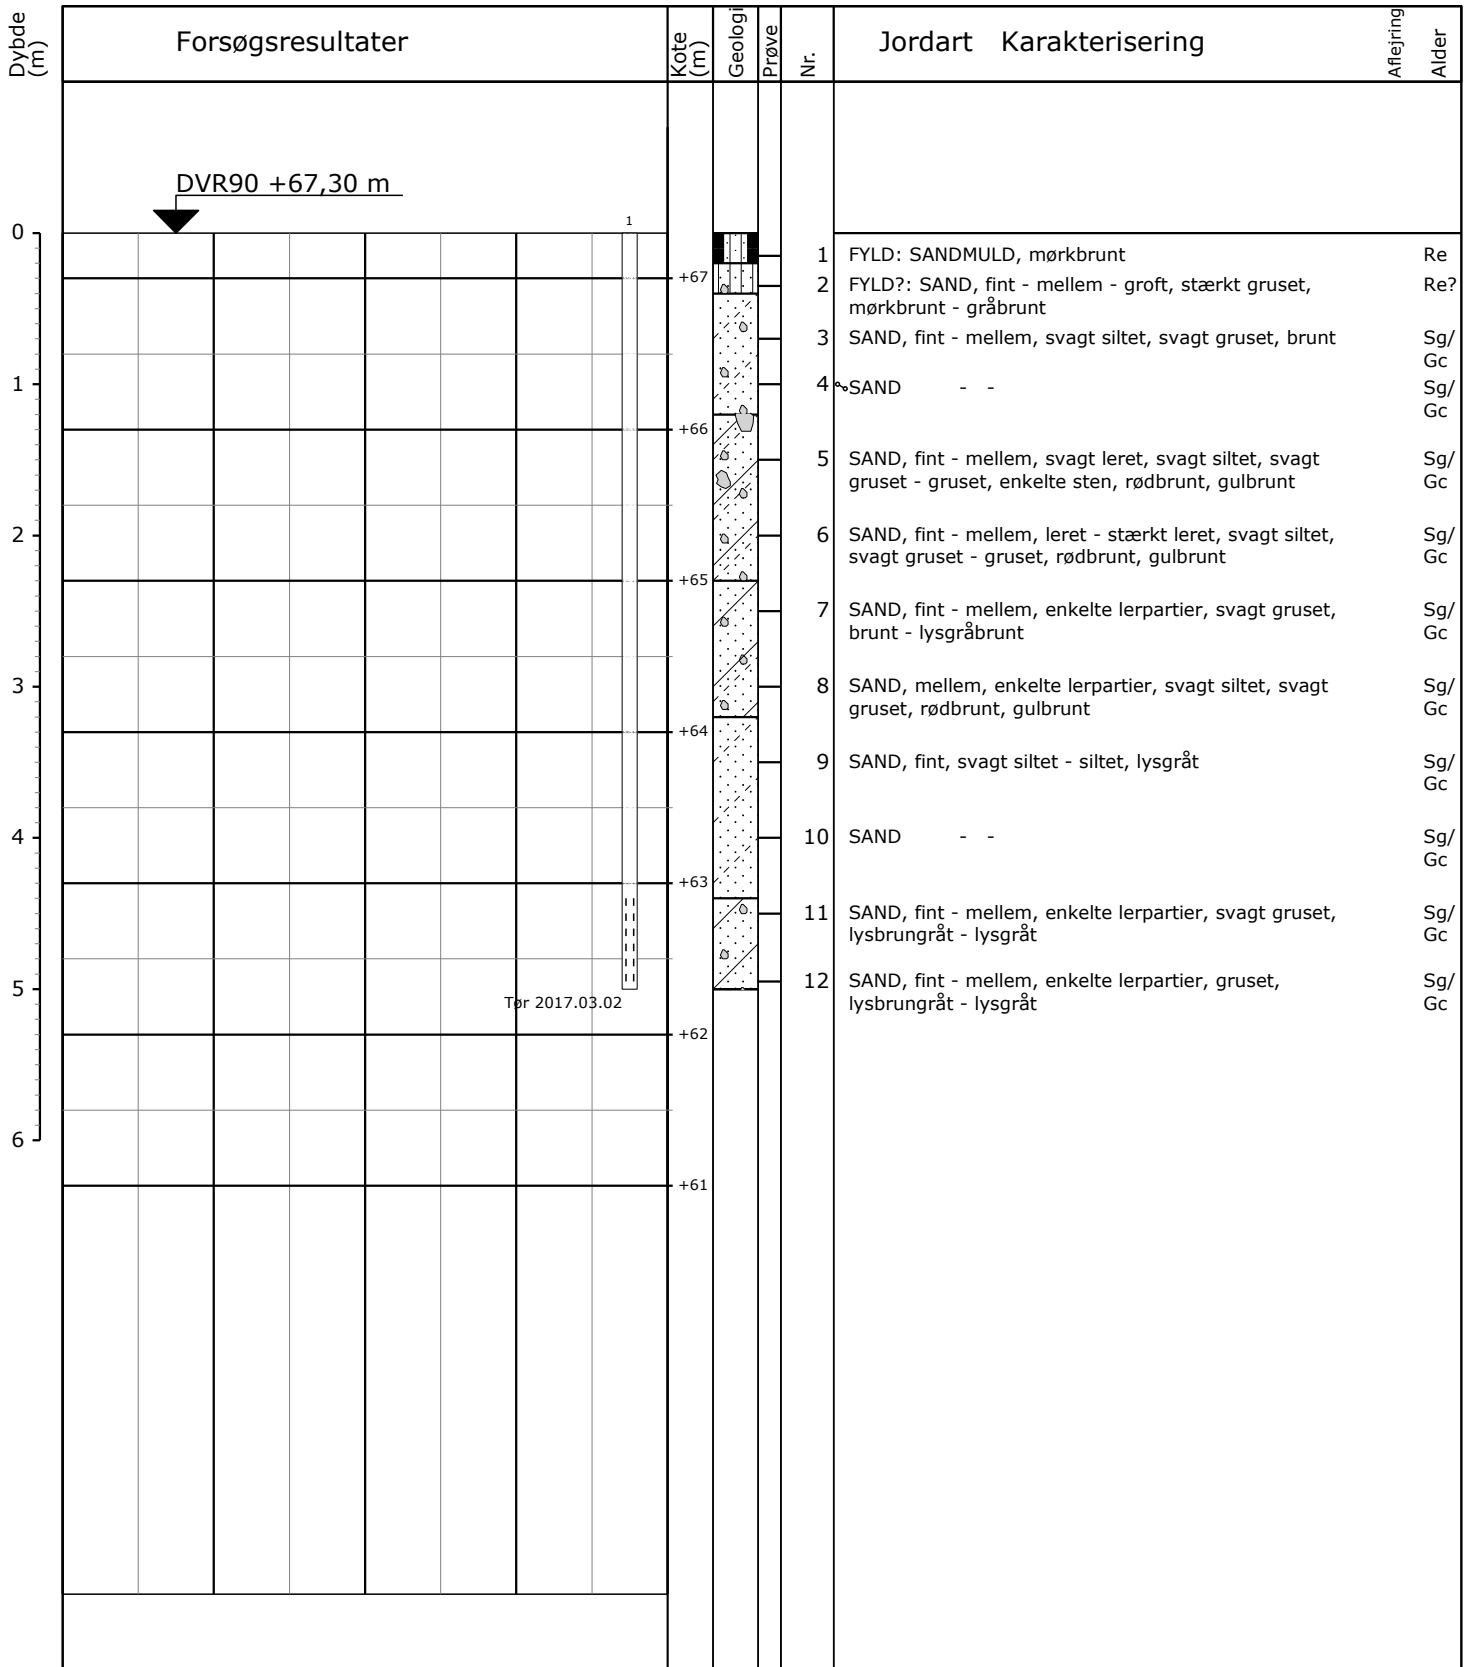 Dybde (m)
Forsøgsresultater
Kote (m)
Geologi
Prøve
Nr.
Jordart Karakterisering
Aflejring
Alder
DVR90 +67,30 m
1
0
1
2
3
4
5
6
+67
+66
+65
+64
+63
+62
+61
Tør 2017.03.02
1 FYLD: SANDMULD, mørkbrunt Re
2 FYLD?: SAND, fint - mellem - groft, stærkt gruset, Re?
mørkbrunt - gråbrunt
3 SAND, fint - mellem, svagt siltet, svagt gruset, brunt Sg/
Gc
4 SAND - - Sg/
Gc
5 SAND, fint - mellem, svagt leret, svagt siltet, svagt Sg/
gruset - gruset, enkelte sten, rødbrunt, gulbrunt Gc
6 SAND, fint - mellem, leret - stærkt leret, svagt siltet, Sg/
svagt gruset - gruset, rødbrunt, gulbrunt Gc
7 SAND, fint - mellem, enkelte lerpartier, svagt gruset, Sg/
brunt - lysgråbrunt Gc
8 SAND, mellem, enkelte lerpartier, svagt siltet, svagt Sg/
gruset, rødbrunt, gulbrunt Gc
9 SAND, fint, svagt siltet - siltet, lysgråt Sg/
Gc
10 SAND - - Sg/
Gc
11 SAND, fint - mellem, enkelte lerpartier, svagt gruset, Sg/
lysbrungråt - lysgråt Gc
12 SAND, fint - mellem, enkelte lerpartier, gruset, Sg/
lysbrungråt - lysgråt Gc